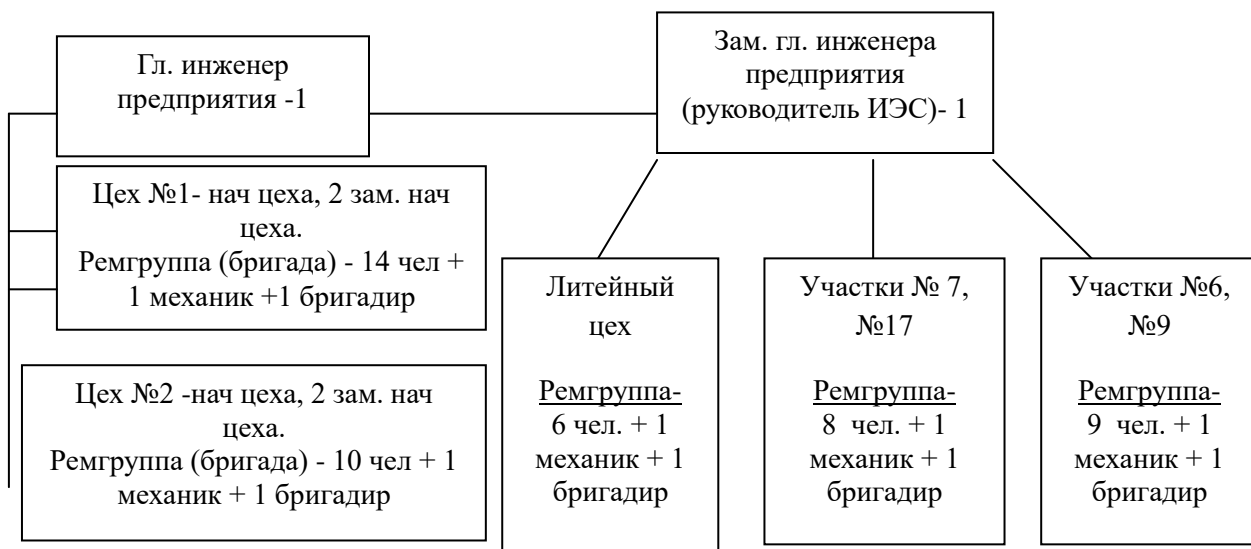 Гл. инженер
предприятия -1
Зам. гл. инженера
предприятия
(руководитель ИЭС)- 1
Цех №1- нач цеха, 2 зам. нач
цеха.
Ремгруппа (бригада) - 14 чел +
1 механик +1 бригадир
Цех №2 -нач цеха, 2 зам. нач
цеха.
Ремгруппа (бригада) - 10 чел + 1
механик + 1 бригадир
Литейный
цех
Ремгруппа-
6 чел. + 1
механик + 1
бригадир
Участки № 7,
№17
Ремгруппа-
8 чел. + 1
механик + 1
бригадир
Участки №6,
№9
Ремгруппа-
9 чел. + 1
механик + 1
бригадир